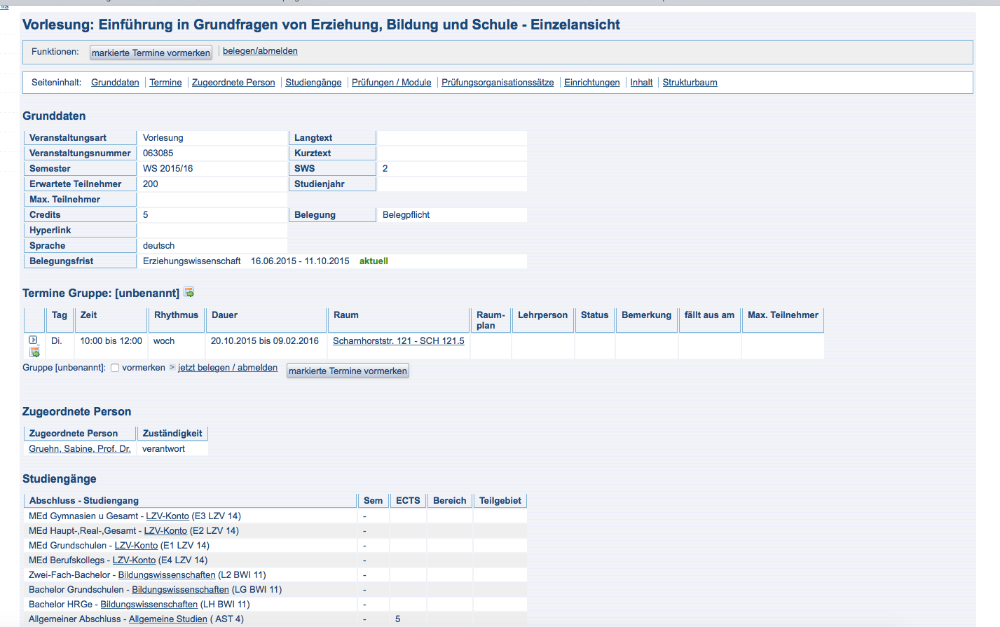 Vorlesung: Einführung in Grundfragen von Erziehung, Bildung und Schule - Einzelansicht
Funktionen: markierte Termine vormerken belegen/abmelden
Seiteninhalt: Grunddaten Termine Zugeordnete Person Studiengänge Prüfungen / Module Prüfungsorganisationssätze Einrichtungen Inhalt Strukturbaum
Grunddaten
Veranstaltungsart Vorlesung Langtext
Veranstaltungsnummer 063085 Kurztext
Semester WS 2015/16 SWS 2
Erwartete Teilnehmer 200 Studienjahr
Max. Teilnehmer
Credits 5 Belegung Belegpflicht
Hyperlink
Sprache deutsch
Belegungsfrist Erziehungswissenschaft 16.06.2015 - 11.10.2015 aktuell
Termine Gruppe: [unbenannt]
Tag Zeit Rhythmus Dauer Raum Raum-plan Lehrperson Status Bemerkung fällt aus am Max. Teilnehmer
Di. 10:00 bis 12:00 woch 20.10.2015 bis 09.02.2016 Scharnhorststr. 121 - SCH 121.5
Gruppe [unbenannt]: vormerken > jetzt belegen / abmelden markierte Termine vormerken
Zugeordnete Person
Zugeordnete Person Zuständigkeit
Gruehn, Sabine, Prof. Dr. verantwort
Studiengänge
Abschluss - Studiengang Sem ECTS Bereich Teilgebiet
MEd Gymnasien u Gesamt - LZV-Konto (E3 LZV 14) -
MEd Haupt-,Real-,Gesamt - LZV-Konto (E2 LZV 14) -
MEd Grundschulen - LZV-Konto (E1 LZV 14) -
MEd Berufskollegs - LZV-Konto (E4 LZV 14) -
Zwei-Fach-Bachelor - Bildungswissenschaften (L2 BWI 11) -
Bachelor Grundschulen - Bildungswissenschaften (LG BWI 11) -
Bachelor HRGe - Bildungswissenschaften (LH BWI 11) -
Allgemeiner Abschluss - Allgemeine Studien ( AST 4) - 5